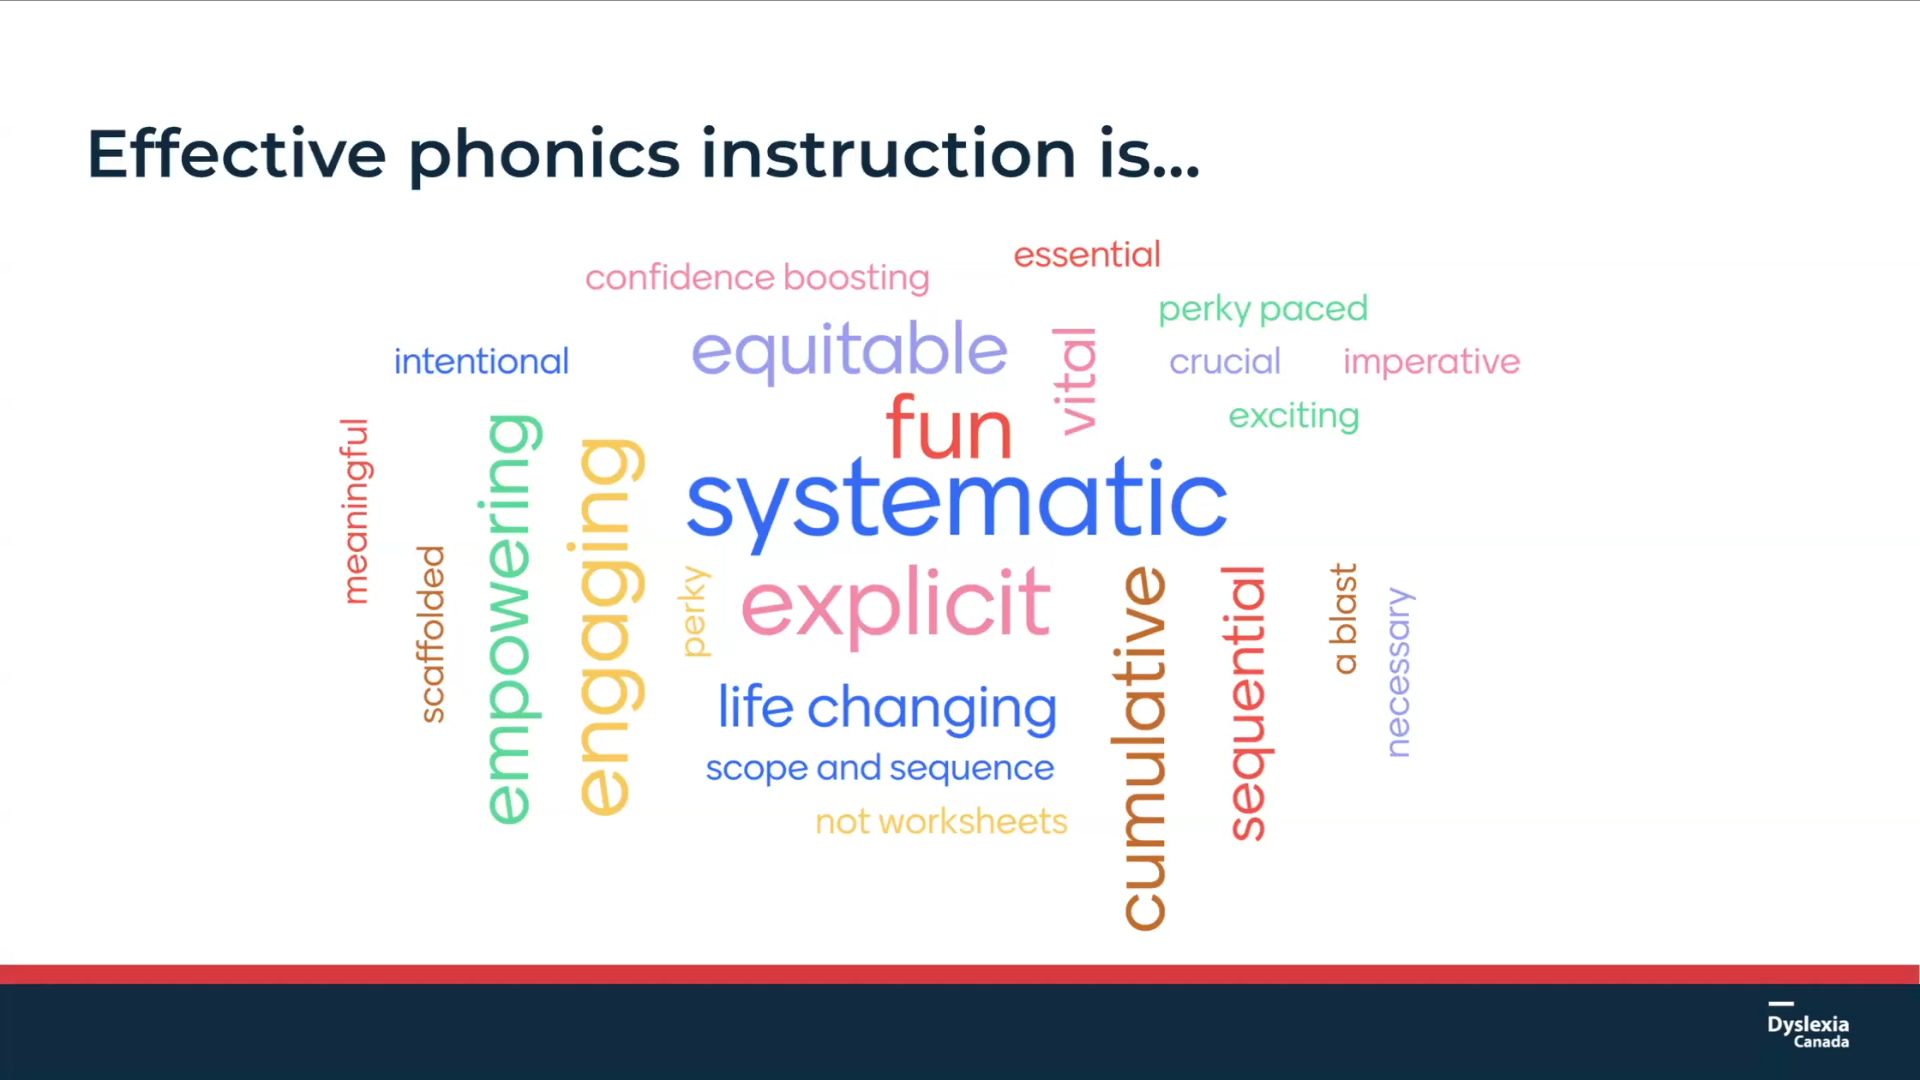 Effective phonics instruction is...
essential
confidence boosting
perky paced
equitable
vital
intentional
crucial
imperative
fun
exciting
meaningful
empowering
engaging
systematic
scaffolded
perky
explicit
cumulative
sequential
a blast
necessary
life changing
scope and sequence
not worksheets
Dyslexia
Canada